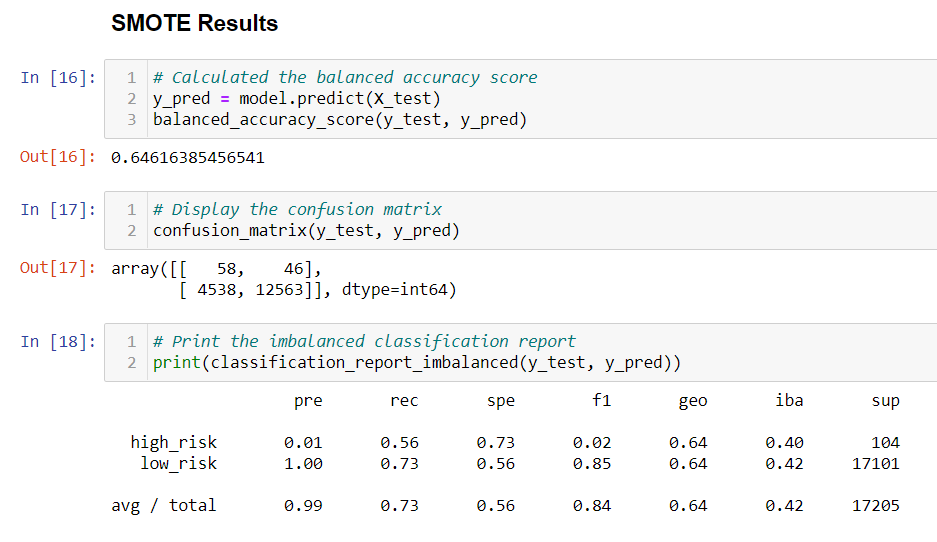 SMOTE Results
In [16]: 1 # Calculated the balanced accuracy score
2 y_pred = model.predict(X_test)
3 balanced_accuracy_score(y_test, y_pred)
Out[16]: 0.64616385456541
In [17]: 1 # Display the confusion matrix
2 confusion_matrix(y_test, y_pred)
Out[17]: array([[   58,    46],
       [ 4538, 12563]], dtype=int64)
In [18]: 1 # Print the imbalanced classification report
2 print(classification_report_imbalanced(y_test, y_pred))
pre rec spe f1 geo iba sup
high_risk 0.01 0.56 0.73 0.02 0.64 0.40 104
low_risk 1.00 0.73 0.56 0.85 0.64 0.42 17101
avg / total 0.99 0.73 0.56 0.84 0.64 0.42 17205